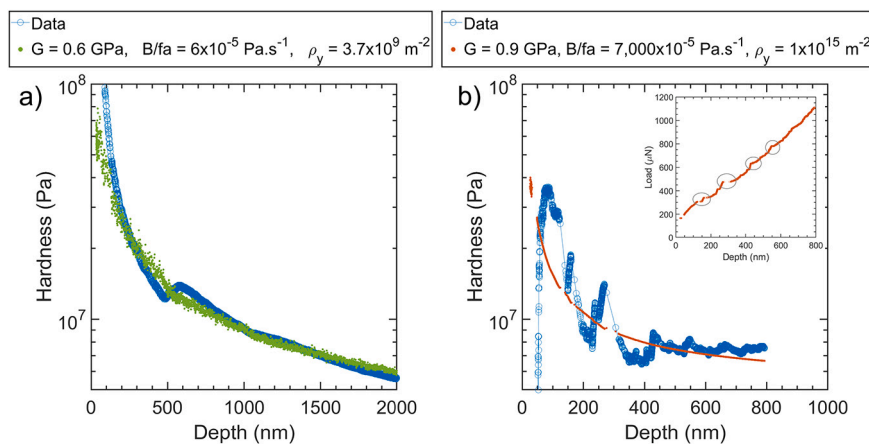 Data
G = 0.6 GPa, B/fa = 6x10⁻⁵ Pa.s⁻¹, ρy = 3.7x10⁹ m⁻²
Data
G = 0.9 GPa, B/fa = 7,000x10⁻⁵ Pa.s⁻¹, ρy = 1x10¹⁵ m⁻²
a)
10⁸
10⁷
Hardness (Pa)
0 500 1000 1500 2000
Depth (nm)
b)
10⁸
10⁷
Hardness (Pa)
0 200 400 600 800 1000
Depth (nm)
1200
1000
800
600
400
200
0
Load (μN)
0 200 400 600 800
Depth (nm)